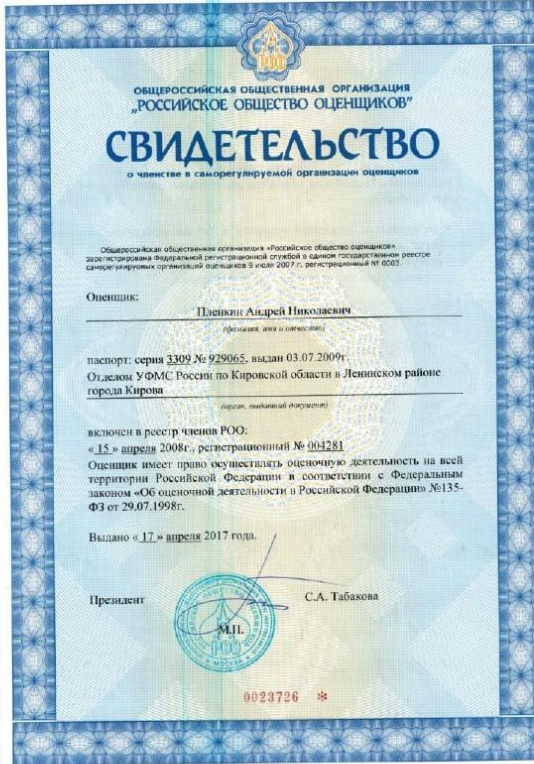 РОО
ОБЩЕРОССИЙСКАЯ ОБЩЕСТВЕННАЯ ОРГАНИЗАЦИЯ
„РОССИЙСКОЕ ОБЩЕСТВО ОЦЕНЩИКОВ”
СВИДЕТЕЛЬСТВО
о членстве в саморегулируемой организации оценщиков
Общероссийская общественная организация «Российское общество оценщиков»
зарегистрирована Федеральной регистрационной службой в едином государственном реестре
саморегулируемых организаций оценщиков 9 июля 2007 г. регистрационный № 0003.
Оценщик:
Пленкин Андрей Николаевич
(фамилия, имя и отчество)
паспорт: серия 3309 № 929065, выдан 03.07.2009г.
Отделом УФМС России по Кировской области в Ленинском районе
города Кирова
(орган, выдавший документ)
включен в реестр членов РОО:
« 15 » апреля 2008г., регистрационный № 004281
Оценщик имеет право осуществлять оценочную деятельность на всей
территории Российской Федерации в соответствии с Федеральным
законом «Об оценочной деятельности в Российской Федерации» №135-
ФЗ от 29.07.1998г.
Выдано « 17 » апреля 2017 года.
Президент
С.А. Табакова
М.П.
РОО
МОСКВА
0023726 *